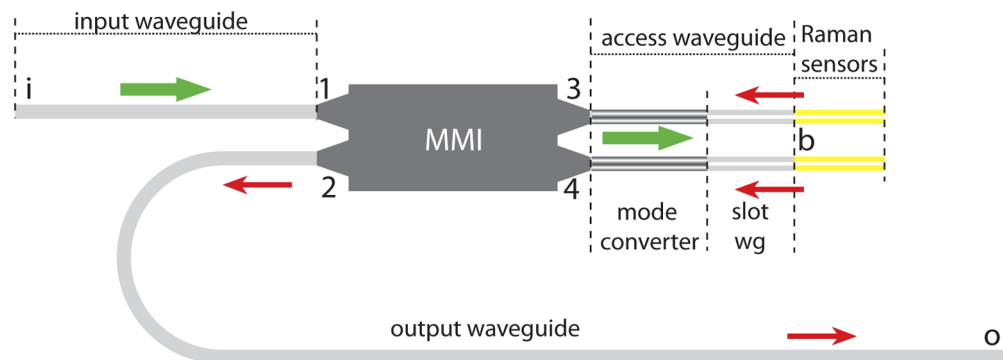 input waveguide
access waveguide
Raman
sensors
i
1
3
MMI
b
2
4
mode
converter
slot
wg
output waveguide
o